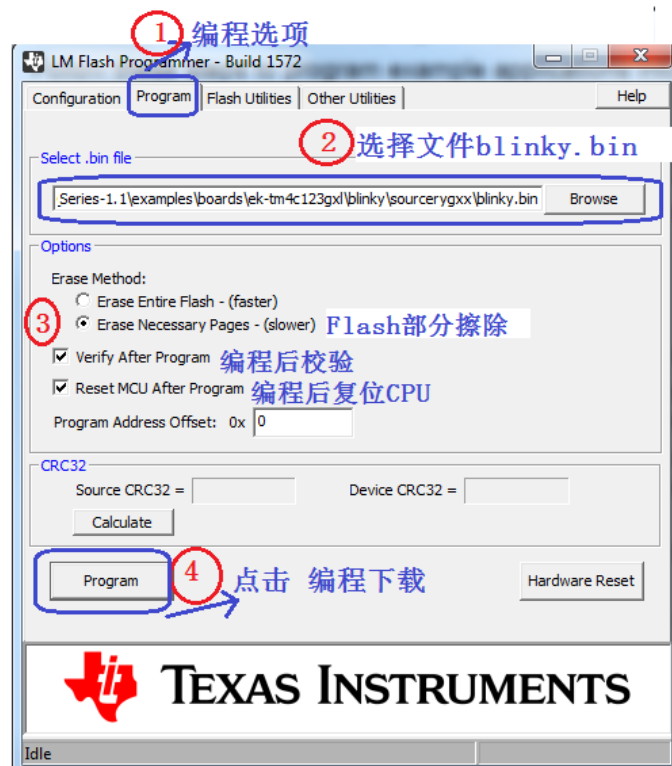 1 编程选项
LM Flash Programmer - Build 1572
Configuration Program Flash Utilities Other Utilities Help
2 选择文件blinky.bin
Select .bin file
Series-1.1\examples\boards\ek-tm4c123gxl\blinky\sourcerygxx\blinky.bin Browse
Options
Erase Method:
Erase Entire Flash - (faster)
3 Erase Necessary Pages - (slower) Flash部分擦除
Verify After Program 编程后校验
Reset MCU After Program 编程后复位CPU
Program Address Offset: 0x 0
CRC32
Source CRC32 = Device CRC32 =
Calculate
Program 4 点击 编程下载 Hardware Reset
TEXAS INSTRUMENTS
Idle